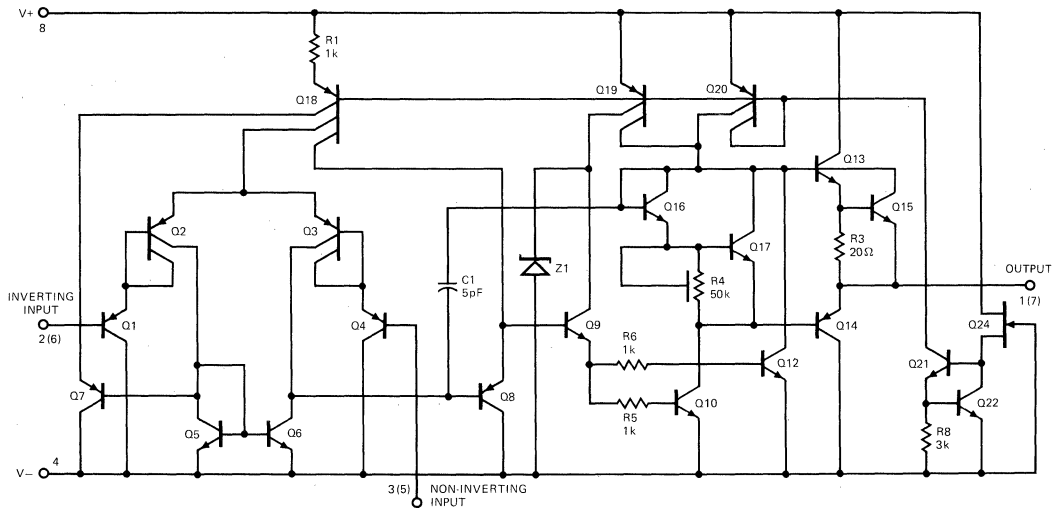 V+
8
R1
1k
Q18
Q19
Q20
Q13
Q15
Q2
Q3
Q16
Q17
R3
20Ω
C1
5pF
Z1
R4
50k
OUTPUT
1(7)
INVERTING
INPUT
2(6)
Q1
Q4
Q9
R6
1k
Q14
Q24
Q12
Q21
Q7
Q8
R5
1k
Q10
Q22
Q5
Q6
R8
3k
V−
4
3(5)
NON-INVERTING
INPUT